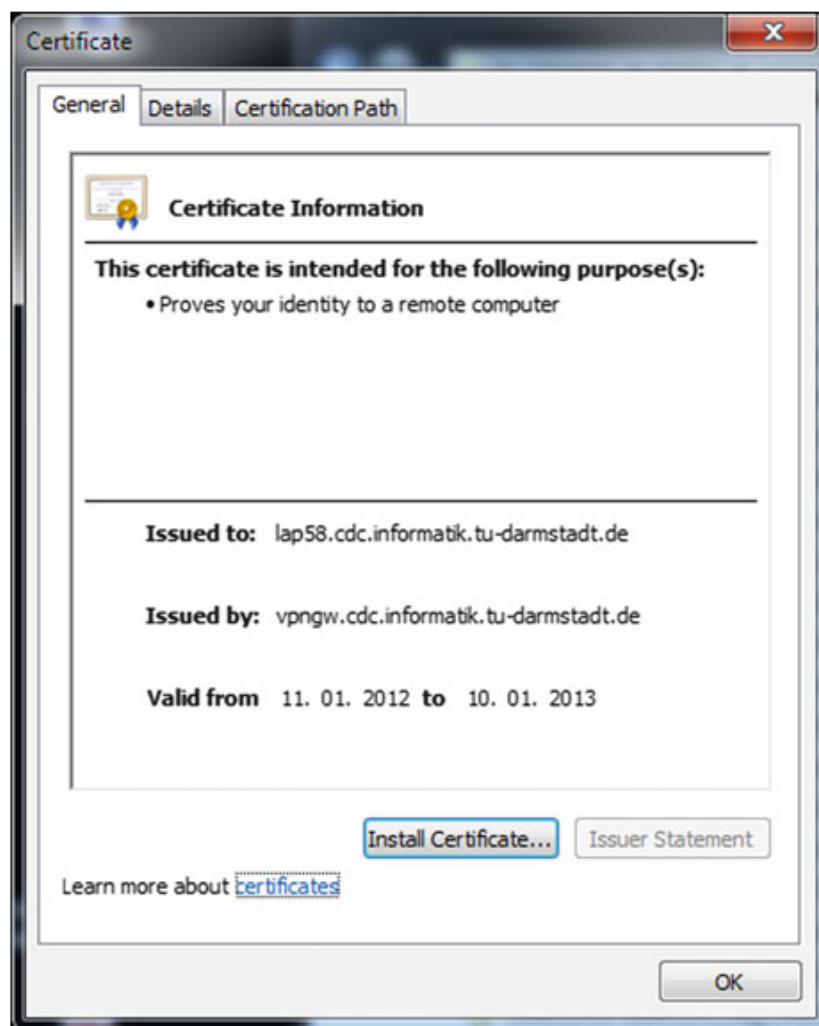 Certificate
General Details Certification Path
Certificate Information
This certificate is intended for the following purpose(s):
• Proves your identity to a remote computer
Issued to: lap58.cdc.informatik.tu-darmstadt.de
Issued by: vpngw.cdc.informatik.tu-darmstadt.de
Valid from 11. 01. 2012 to 10. 01. 2013
Install Certificate... Issuer Statement
Learn more about certificates
OK